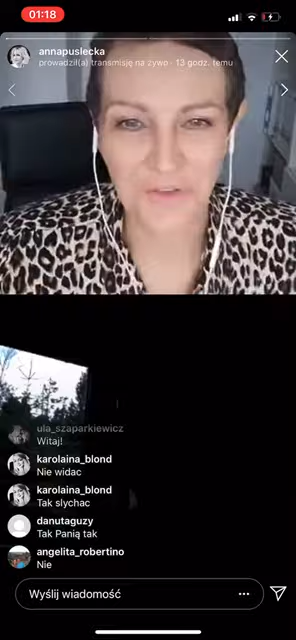 01:18
annapuslecka
prowadził(a) transmisję na żywo · 13 godz. temu
ula_szaparkiewicz
Witaj!
karolaina_blond
Nie widac
karolaina_blond
Tak slychac
danutaguzy
Tak Panią tak
angelita_robertino
Nie
Wyślij wiadomość